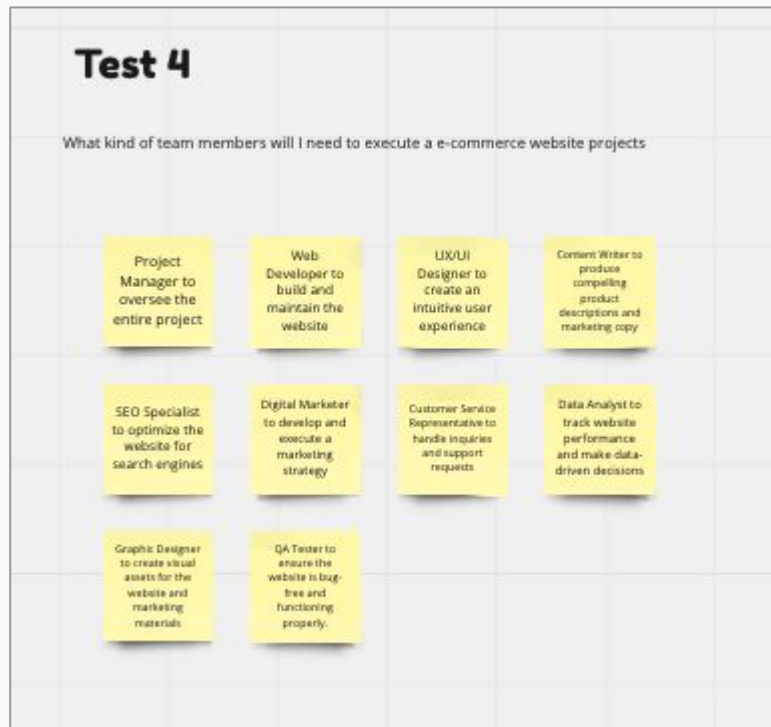 Test 4
What kind of team members will I need to execute a e-commerce website projects
Project
Manager to
oversee the
entire project
Web
Developer to
build and
maintain the
website
UX/UI
Designer to
create an
intuitive user
experience
Content Writer to
produce
compelling
product
descriptions and
marketing copy
SEO Specialist
to optimize the
website for
search engines
Digital Marketer
to develop and
execute a
marketing
strategy
Customer Service
Representative to
handle inquiries
and support
requests
Data Analyst to
track website
performance
and make data-
driven decisions
Graphic Designer
to create visual
assets for the
website and
marketing
materials
QA Tester to
ensure the
website is bug-
free and
functioning
properly.